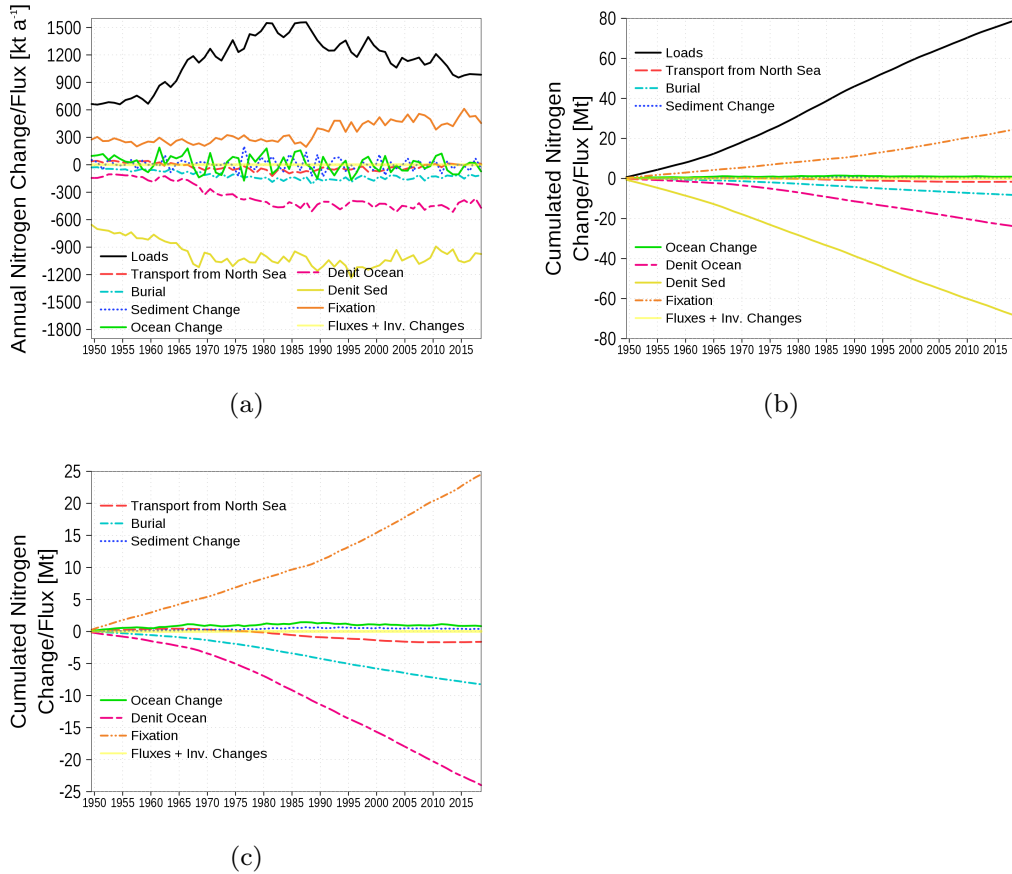 Annual Nitrogen Change/Flux [kt a⁻¹]
1500
1200
900
600
300
0
-300
-600
-900
-1200
-1500
-1800
Loads
Transport from North Sea
Burial
Sediment Change
Ocean Change
Denit Ocean
Denit Sed
Fixation
Fluxes + Inv. Changes
1950 1955 1960 1965 1970 1975 1980 1985 1990 1995 2000 2005 2010 2015
(a)
Cumulated Nitrogen
Change/Flux [Mt]
80
60
40
20
0
-20
-40
-60
-80
Loads
Transport from North Sea
Burial
Sediment Change
Ocean Change
Denit Ocean
Denit Sed
Fixation
Fluxes + Inv. Changes
1950 1955 1960 1965 1970 1975 1980 1985 1990 1995 2000 2005 2010 2015
(b)
Cumulated Nitrogen
Change/Flux [Mt]
25
20
15
10
5
0
-5
-10
-15
-20
-25
Transport from North Sea
Burial
Sediment Change
Ocean Change
Denit Ocean
Fixation
Fluxes + Inv. Changes
1950 1955 1960 1965 1970 1975 1980 1985 1990 1995 2000 2005 2010 2015
(c)